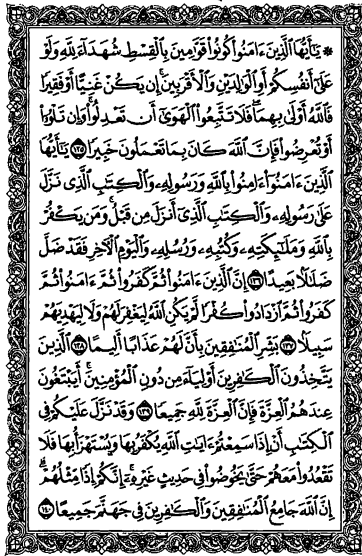 ۞ يَـٰٓأَيُّهَا ٱلَّذِينَ ءَامَنُوا۟ كُونُوا۟ قَوَّٰمِينَ بِٱلْقِسْطِ شُهَدَآءَ لِلَّهِ وَلَوْ
عَلَىٰٓ أَنفُسِكُمْ أَوِ ٱلْوَٰلِدَيْنِ وَٱلْأَقْرَبِينَ ۚ إِن يَكُنْ غَنِيًّا أَوْ فَقِيرًا
فَٱللَّهُ أَوْلَىٰ بِهِمَا ۖ فَلَا تَتَّبِعُوا۟ ٱلْهَوَىٰٓ أَن تَعْدِلُوا۟ ۚ وَإِن تَلْوُۥٓا۟
أَوْ تُعْرِضُوا۟ فَإِنَّ ٱللَّهَ كَانَ بِمَا تَعْمَلُونَ خَبِيرًا ١٣٥ يَـٰٓأَيُّهَا
ٱلَّذِينَ ءَامَنُوٓا۟ ءَامِنُوا۟ بِٱللَّهِ وَرَسُولِهِۦ وَٱلْكِتَـٰبِ ٱلَّذِى نَزَّلَ
عَلَىٰ رَسُولِهِۦ وَٱلْكِتَـٰبِ ٱلَّذِىٓ أَنزَلَ مِن قَبْلُ ۚ وَمَن يَكْفُرْ
بِٱللَّهِ وَمَلَـٰٓئِكَتِهِۦ وَكُتُبِهِۦ وَرُسُلِهِۦ وَٱلْيَوْمِ ٱلْـَٔاخِرِ فَقَدْ ضَلَّ
ضَلَـٰلًۢا بَعِيدًا ١٣٦ إِنَّ ٱلَّذِينَ ءَامَنُوا۟ ثُمَّ كَفَرُوا۟ ثُمَّ ءَامَنُوا۟ ثُمَّ
كَفَرُوا۟ ثُمَّ ٱزْدَادُوا۟ كُفْرًا لَّمْ يَكُنِ ٱللَّهُ لِيَغْفِرَ لَهُمْ وَلَا لِيَهْدِيَهُمْ
سَبِيلًۢا ١٣٧ بَشِّرِ ٱلْمُنَـٰفِقِينَ بِأَنَّ لَهُمْ عَذَابًا أَلِيمًا ١٣٨ ٱلَّذِينَ
يَتَّخِذُونَ ٱلْكَـٰفِرِينَ أَوْلِيَآءَ مِن دُونِ ٱلْمُؤْمِنِينَ ۚ أَيَبْتَغُونَ
عِندَهُمُ ٱلْعِزَّةَ فَإِنَّ ٱلْعِزَّةَ لِلَّهِ جَمِيعًا ١٣٩ وَقَدْ نَزَّلَ عَلَيْكُمْ فِى
ٱلْكِتَـٰبِ أَنْ إِذَا سَمِعْتُمْ ءَايَـٰتِ ٱللَّهِ يُكْفَرُ بِهَا وَيُسْتَهْزَأُ بِهَا فَلَا
تَقْعُدُوا۟ مَعَهُمْ حَتَّىٰ يَخُوضُوا۟ فِى حَدِيثٍ غَيْرِهِۦٓ ۚ إِنَّكُمْ إِذًا مِّثْلُهُمْ ۗ
إِنَّ ٱللَّهَ جَامِعُ ٱلْمُنَـٰفِقِينَ وَٱلْكَـٰفِرِينَ فِى جَهَنَّمَ جَمِيعًا ١٤٠